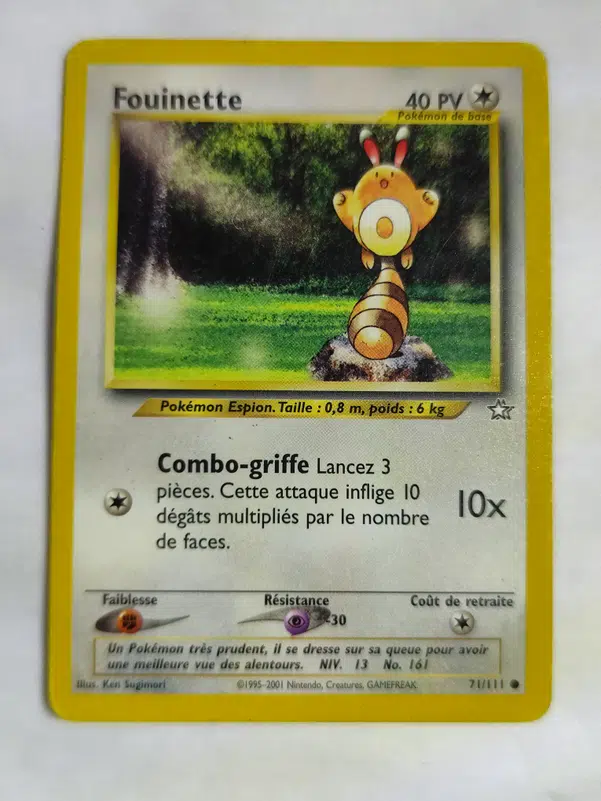 Fouinette
40 PV
Pokémon de base
Pokémon Espion. Taille : 0,8 m, poids : 6 kg
Combo-griffe Lancez 3
pièces. Cette attaque inflige 10
dégâts multipliés par le nombre
de faces.
10x
Faiblesse
Résistance
Coût de retraite
-30
Un Pokémon très prudent, il se dresse sur sa queue pour avoir
une meilleure vue des alentours. NIV. 13 No. 161
Illus. Ken Sugimori
©1995-2001 Nintendo, Creatures, GAMEFREAK
71/111